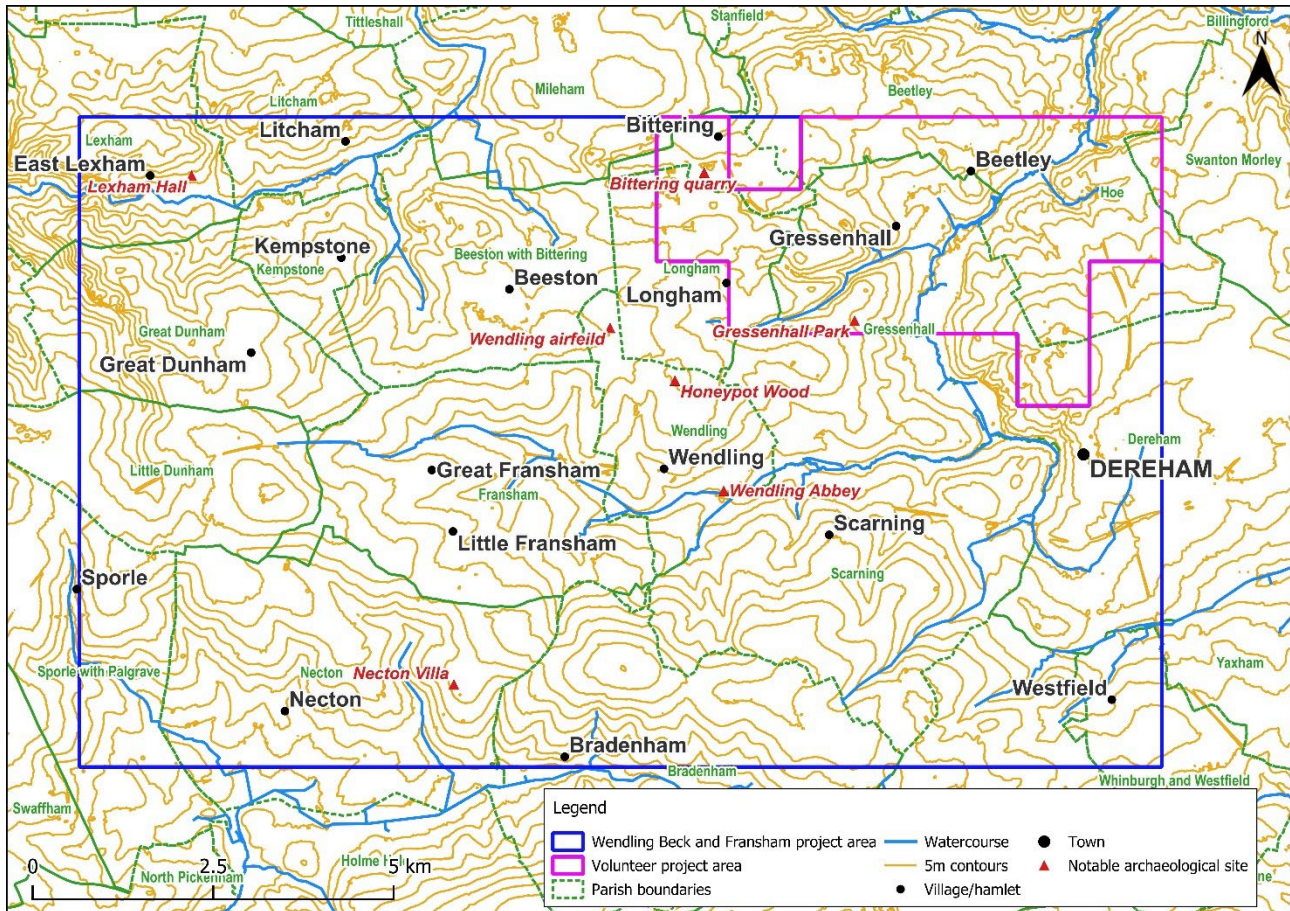 Tittleshall
Stanfield
Billingford
N
Mileham
Beetley
Litcham
Litcham
Bittering
Lexham
East Lexham
Lexham Hall
Beetley
Swanton Morley
Bittering quarry
Hoe
Gressenhall
Kempstone
Kempstone
Beeston with Bittering
Beeston
Longham
Longham
Great Dunham
Wendling airfeild
Gressenhall Park
Gressenhall
Great Dunham
Honeypot Wood
Wendling
Dereham
DEREHAM
Little Dunham
Great Fransham
Fransham
Wendling
Wendling Abbey
Little Fransham
Scarning
Scarning
Sporle
Sporle with Palgrave
Necton
Necton Villa
Necton
Yaxham
Westfield
Bradenham
Bradenham
Whinburgh and Westfield
Swaffham
North Pickenham
0 2.5 5 km
Legend
Wendling Beck and Fransham project area
Volunteer project area
Parish boundaries
Watercourse
5m contours
Village/hamlet
Town
Notable archaeological site